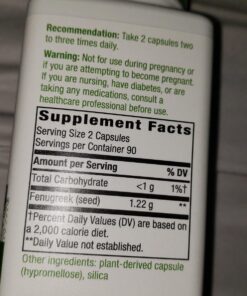 Recommendation: Take 2 capsules two
to three times daily.
Warning: Not for use during pregnancy or
if you are attempting to become pregnant.
If you are nursing, have diabetes, or are
taking any medications, consult a
healthcare professional before use.
Supplement Facts
Serving Size 2 Capsules
Servings per Container 90
Amount per Serving % DV
Total Carbohydrate <1 g 1%†
Fenugreek (seed) 1.22 g **
†Percent Daily Values (DV) are based on
a 2,000 calorie diet.
**Daily Value not established.
Other ingredients: plant-derived capsule
(hypromellose), silica